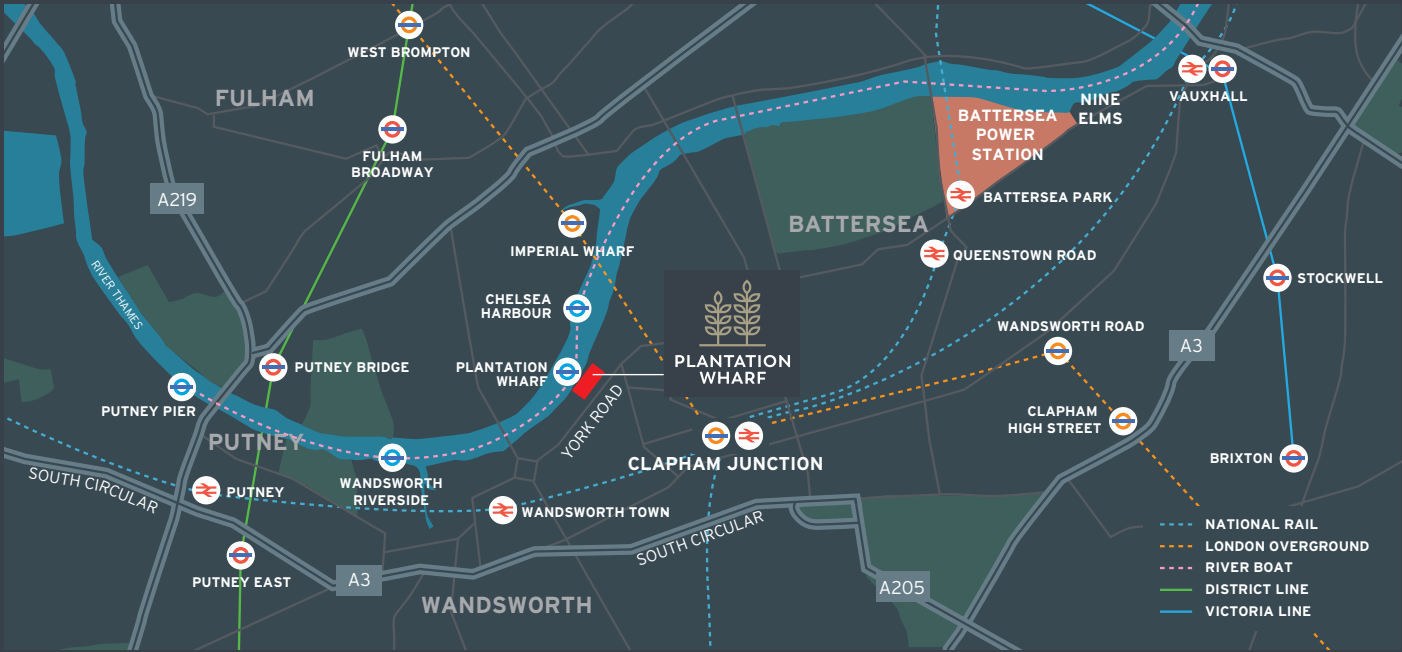 WEST BROMPTON
FULHAM
NINE
ELMS
VAUXHALL
BATTERSEA
POWER
STATION
FULHAM
BROADWAY
A219
BATTERSEA PARK
BATTERSEA
IMPERIAL WHARF
QUEENSTOWN ROAD
RIVER THAMES
STOCKWELL
CHELSEA
HARBOUR
WANDSWORTH ROAD
A3
PLANTATION
WHARF
PUTNEY BRIDGE
PLANTATION
WHARF
PUTNEY PIER
YORK ROAD
CLAPHAM
HIGH STREET
PUTNEY
CLAPHAM JUNCTION
BRIXTON
SOUTH CIRCULAR
PUTNEY
WANDSWORTH
RIVERSIDE
WANDSWORTH TOWN
SOUTH CIRCULAR
PUTNEY EAST
A3
A205
WANDSWORTH
NATIONAL RAIL
LONDON OVERGROUND
RIVER BOAT
DISTRICT LINE
VICTORIA LINE